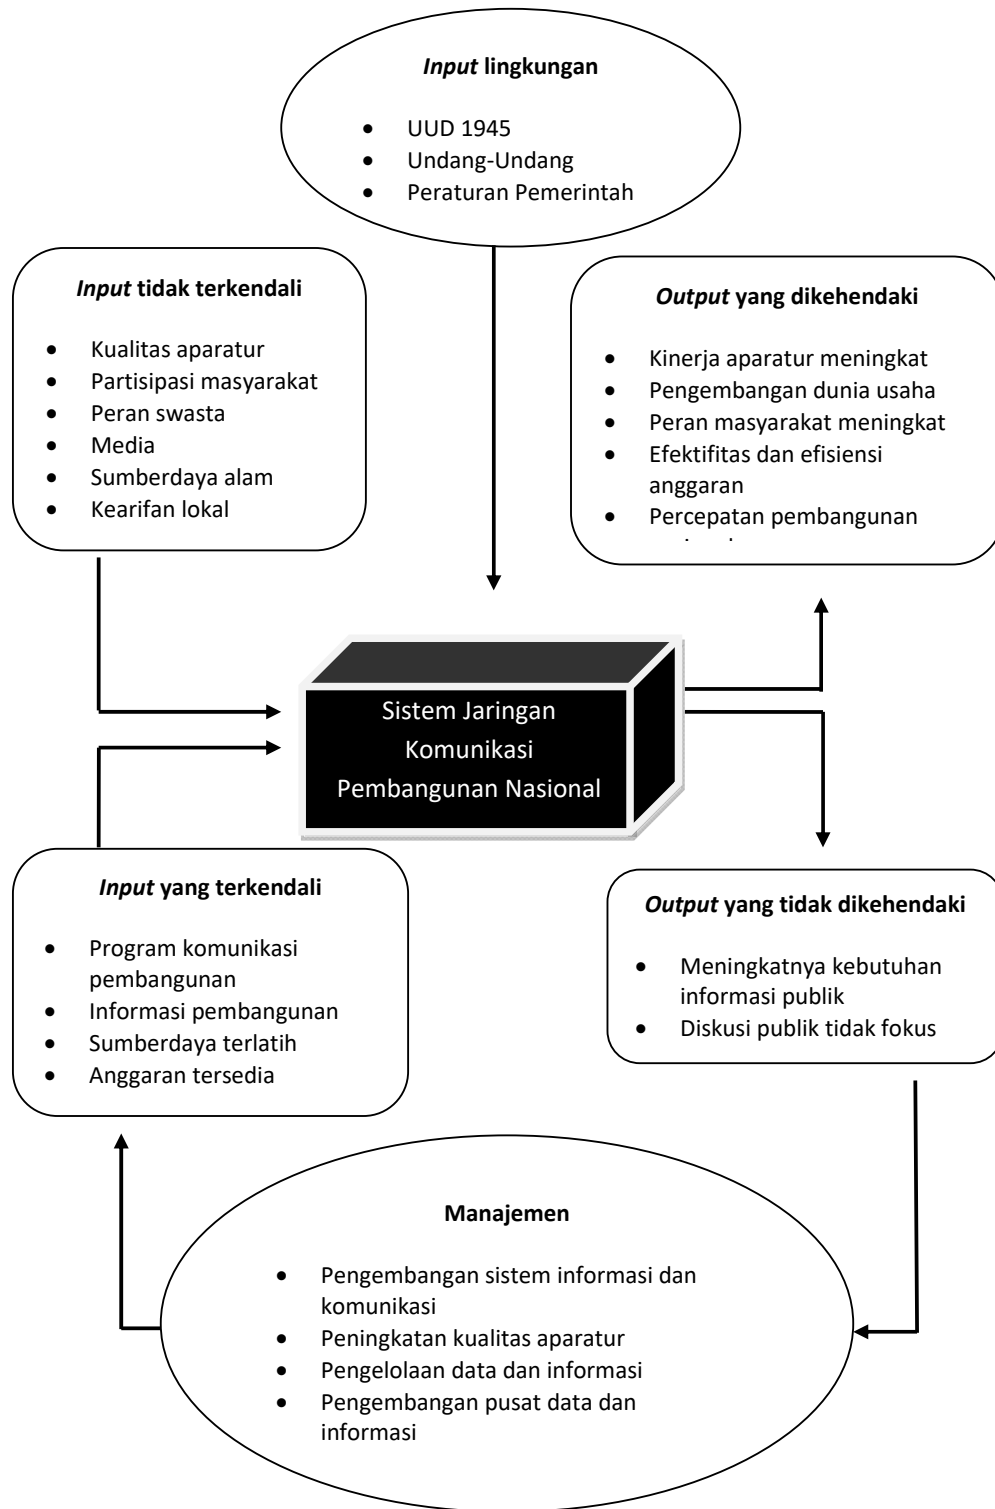 Input lingkungan
• UUD 1945
• Undang-Undang
• Peraturan Pemerintah
Input tidak terkendali
• Kualitas aparatur
• Partisipasi masyarakat
• Peran swasta
• Media
• Sumberdaya alam
• Kearifan lokal
Output yang dikehendaki
• Kinerja aparatur meningkat
• Pengembangan dunia usaha
• Peran masyarakat meningkat
• Efektifitas dan efisiensi
anggaran
• Percepatan pembangunan
Sistem Jaringan
Komunikasi
Pembangunan Nasional
Input yang terkendali
• Program komunikasi
pembangunan
• Informasi pembangunan
• Sumberdaya terlatih
• Anggaran tersedia
Output yang tidak dikehendaki
• Meningkatnya kebutuhan
informasi publik
• Diskusi publik tidak fokus
Manajemen
• Pengembangan sistem informasi dan
komunikasi
• Peningkatan kualitas aparatur
• Pengelolaan data dan informasi
• Pengembangan pusat data dan
informasi